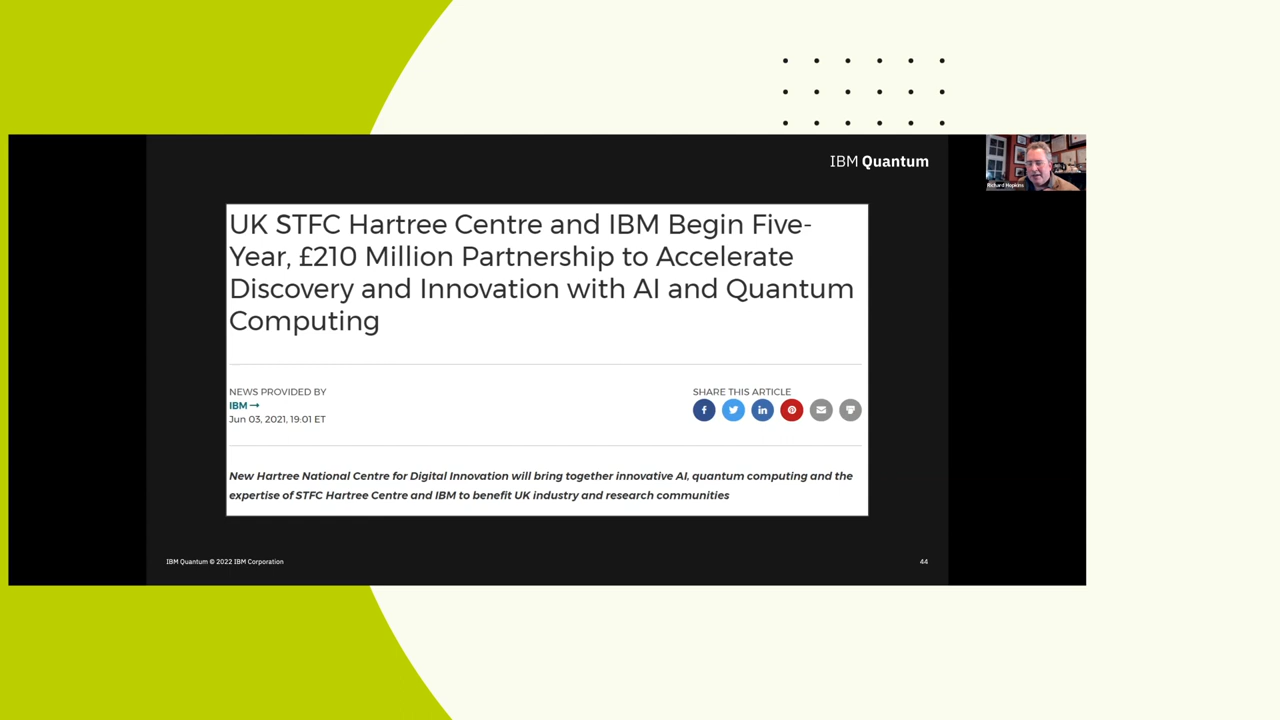 IBM Quantum
Richard Hopkins
UK STFC Hartree Centre and IBM Begin Five-
Year, £210 Million Partnership to Accelerate
Discovery and Innovation with AI and Quantum
Computing
NEWS PROVIDED BY
IBM →
Jun 03, 2021, 19:01 ET
SHARE THIS ARTICLE
New Hartree National Centre for Digital Innovation will bring together innovative AI, quantum computing and the
expertise of STFC Hartree Centre and IBM to benefit UK industry and research communities
IBM Quantum © 2022 IBM Corporation
44